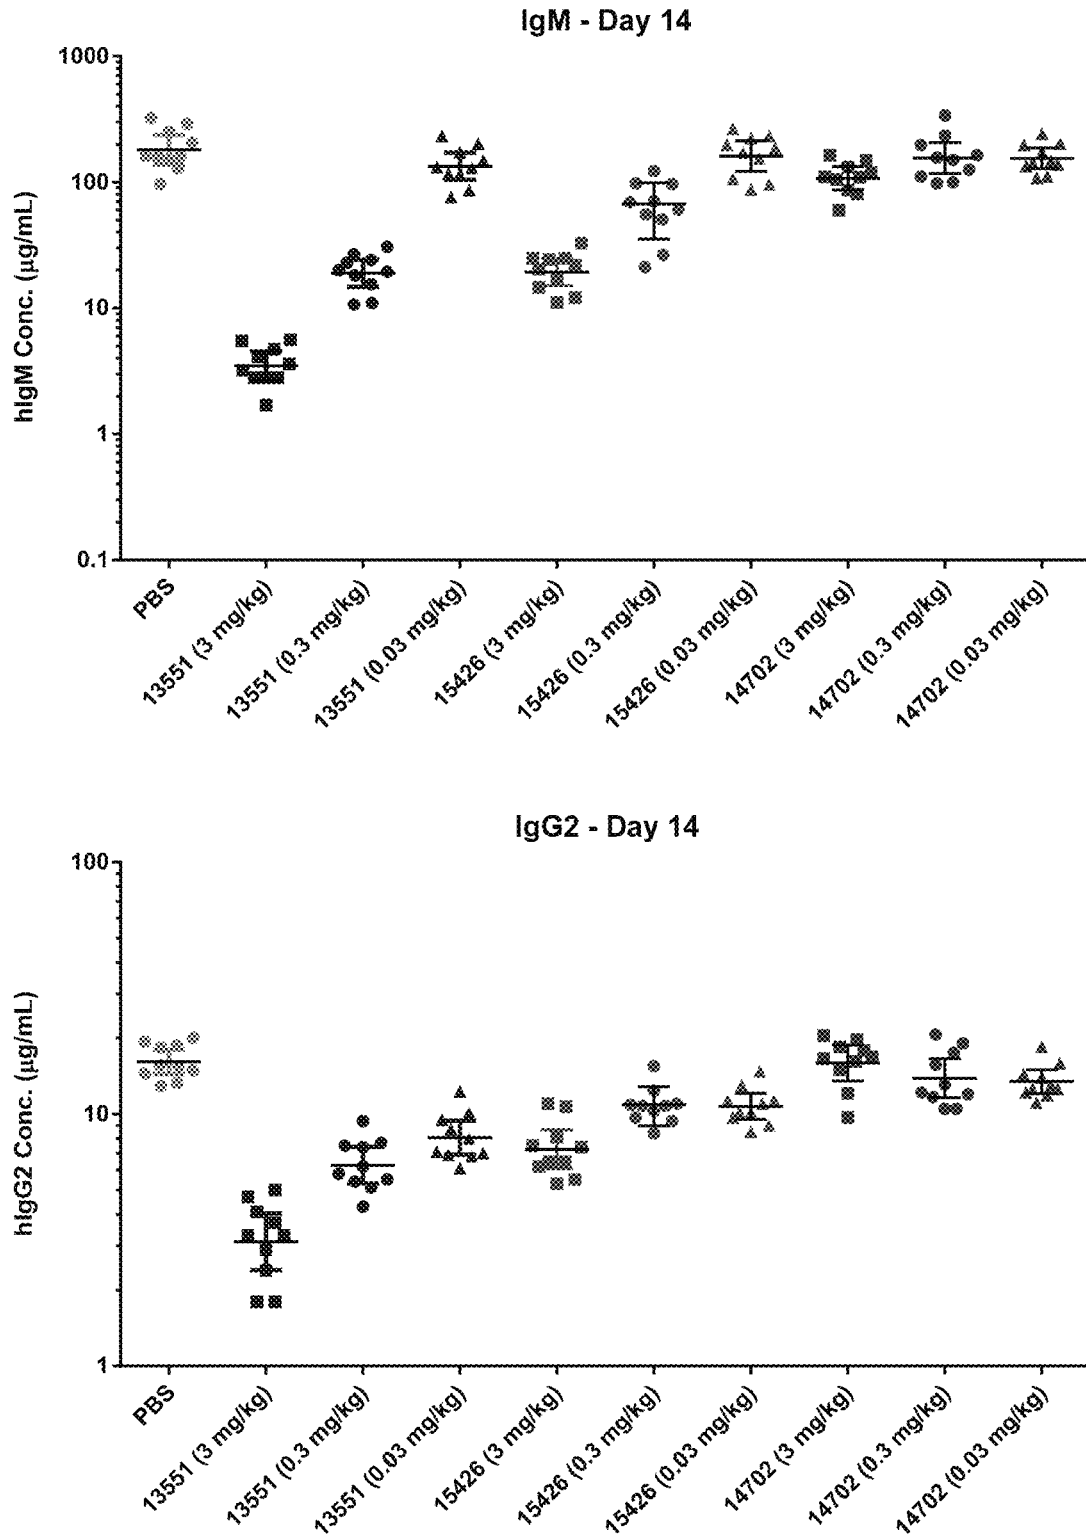 IgM - Day 14
hIgM Conc. (µg/mL)
1000
100
10
1
0.1
PBS
13551 (3 mg/kg)
13551 (0.3 mg/kg)
13551 (0.03 mg/kg)
15426 (3 mg/kg)
15426 (0.3 mg/kg)
15426 (0.03 mg/kg)
14702 (3 mg/kg)
14702 (0.3 mg/kg)
14702 (0.03 mg/kg)
IgG2 - Day 14
hIgG2 Conc. (µg/mL)
100
10
1
PBS
13551 (3 mg/kg)
13551 (0.3 mg/kg)
13551 (0.03 mg/kg)
15426 (3 mg/kg)
15426 (0.3 mg/kg)
15426 (0.03 mg/kg)
14702 (3 mg/kg)
14702 (0.3 mg/kg)
14702 (0.03 mg/kg)